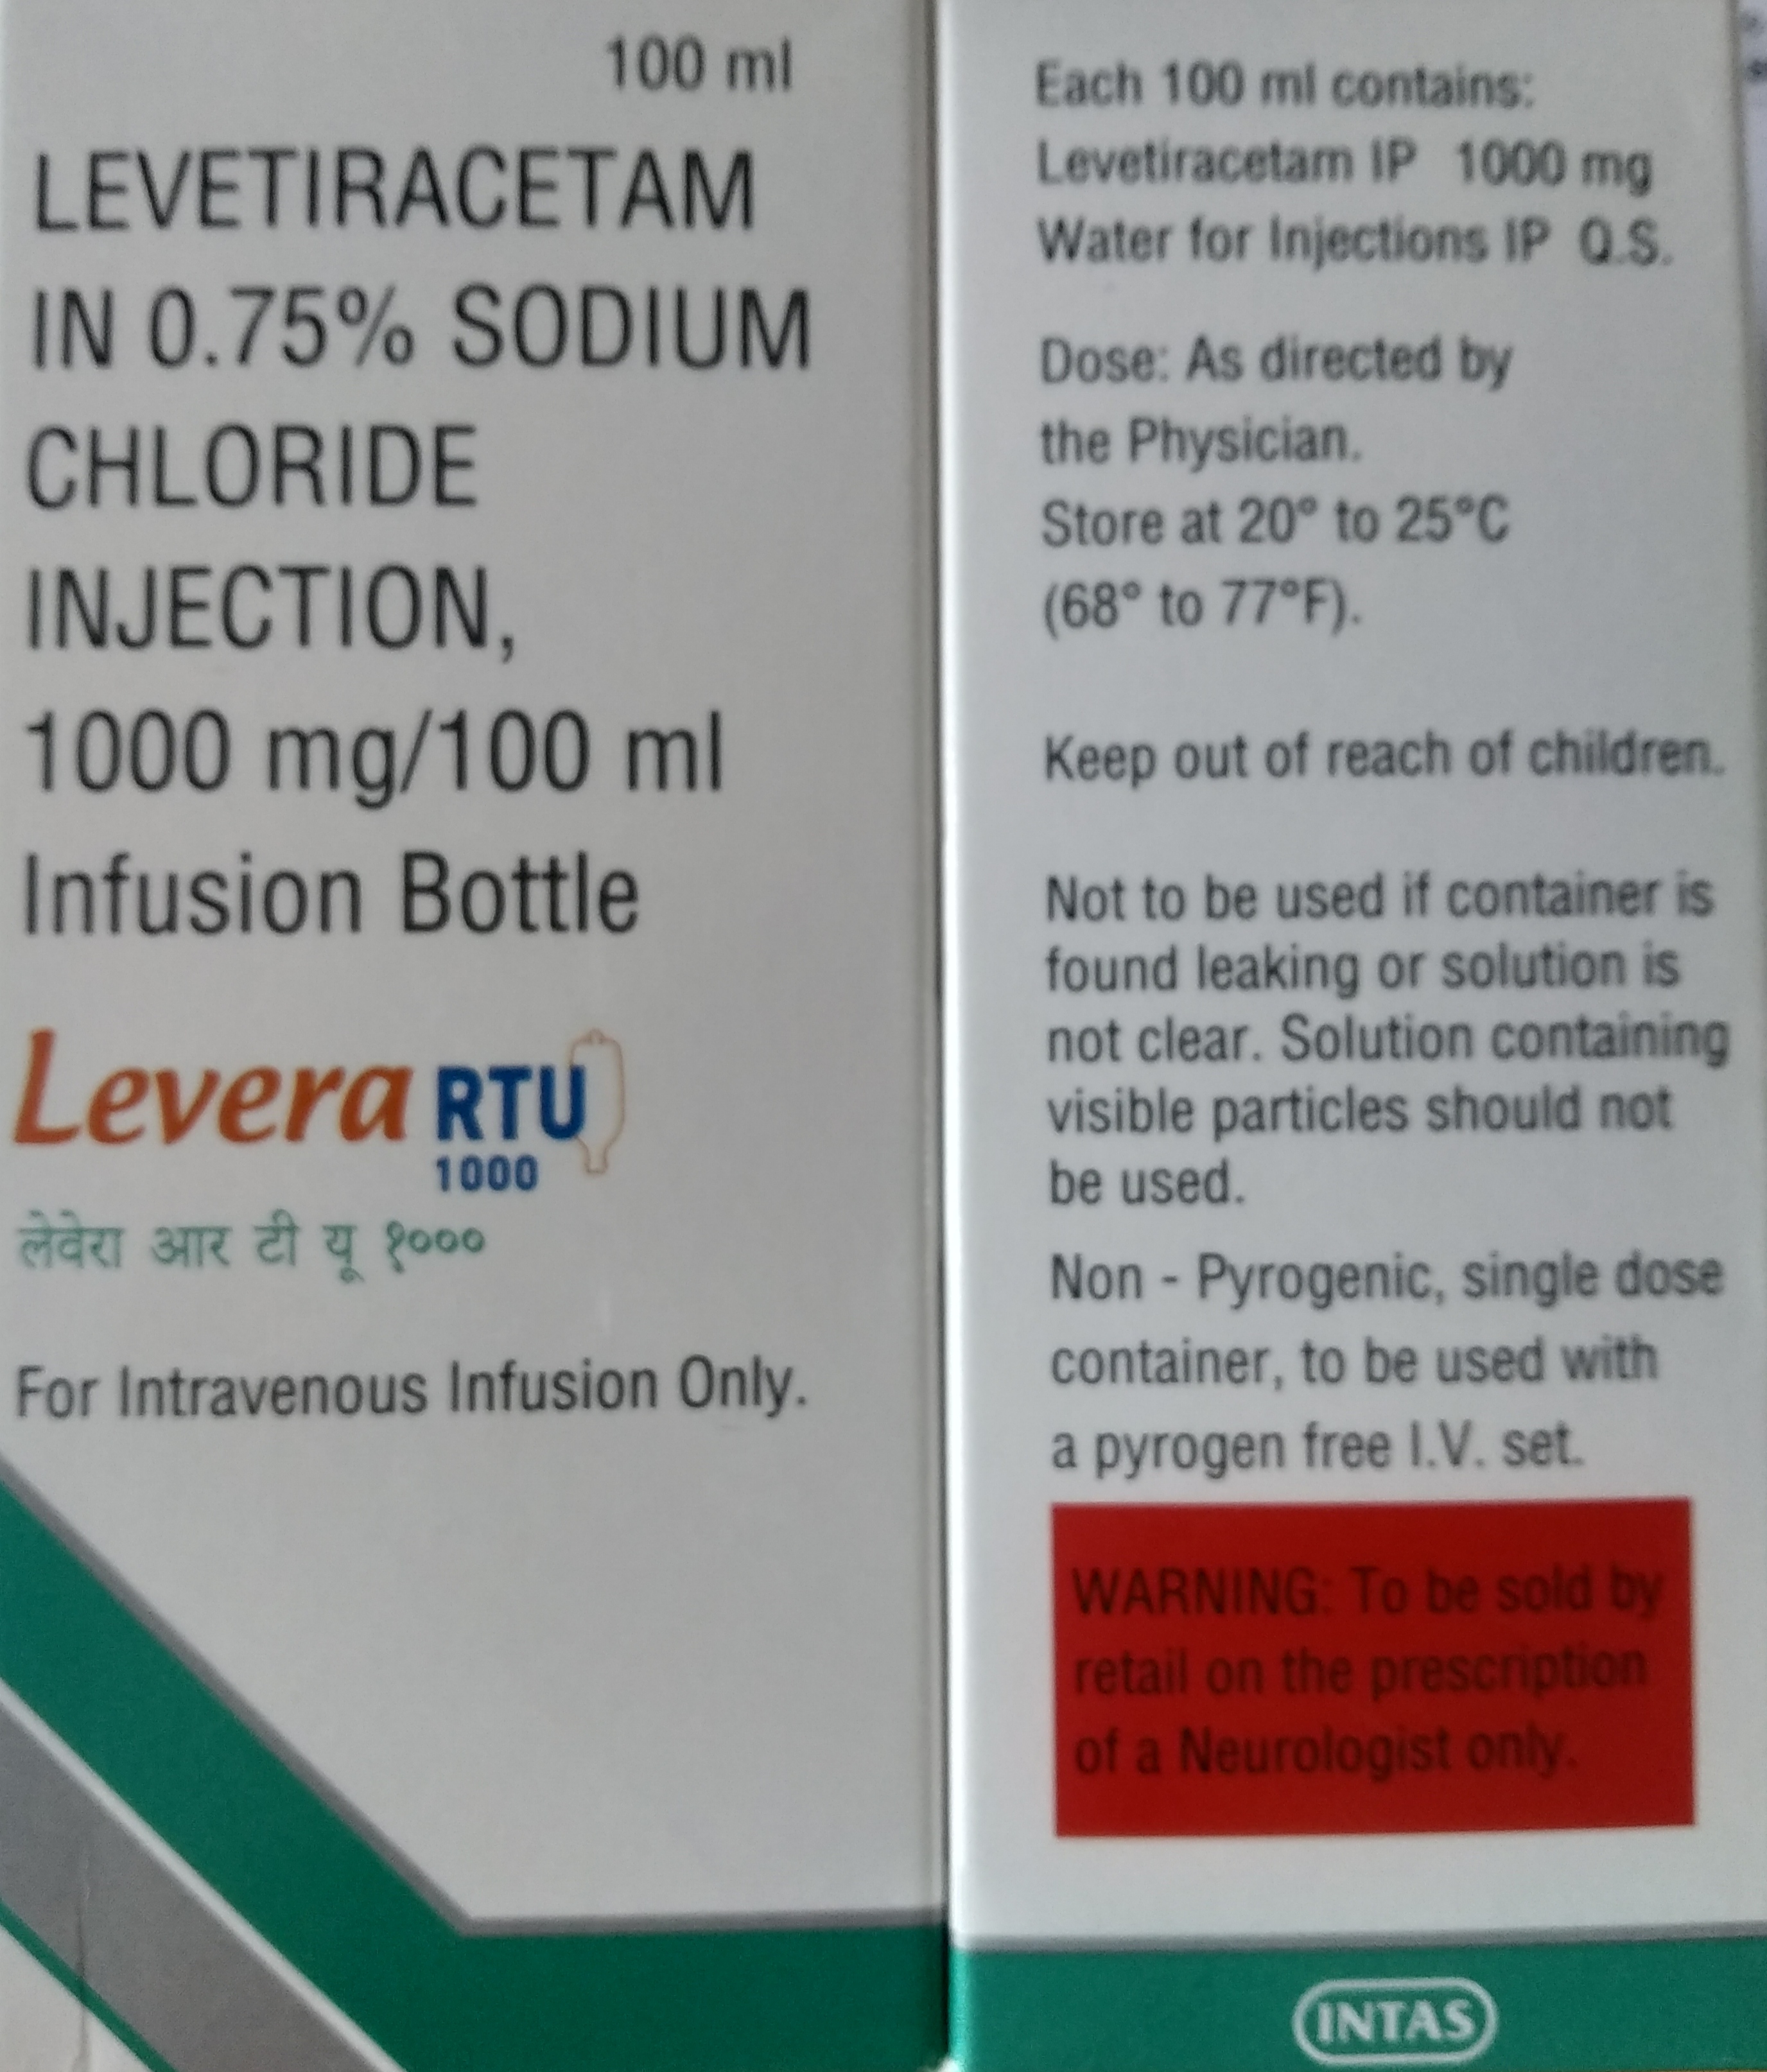 100 ml
LEVETIRACETAM
IN 0.75% SODIUM
CHLORIDE
INJECTION,
1000 mg/100 ml
Infusion Bottle
Levera RTU
1000
लेवेरा आर टी यू १०००
For Intravenous Infusion Only.
Each 100 ml contains:
Levetiracetam IP 1000 mg
Water for Injections IP Q.S.
Dose: As directed by
the Physician.
Store at 20° to 25°C
(68° to 77°F).
Keep out of reach of children.
Not to be used if container is
found leaking or solution is
not clear. Solution containing
visible particles should not
be used.
Non - Pyrogenic, single dose
container, to be used with
a pyrogen free I.V. set.
WARNING: To be sold by
retail on the prescription
of a Neurologist only.
INTAS